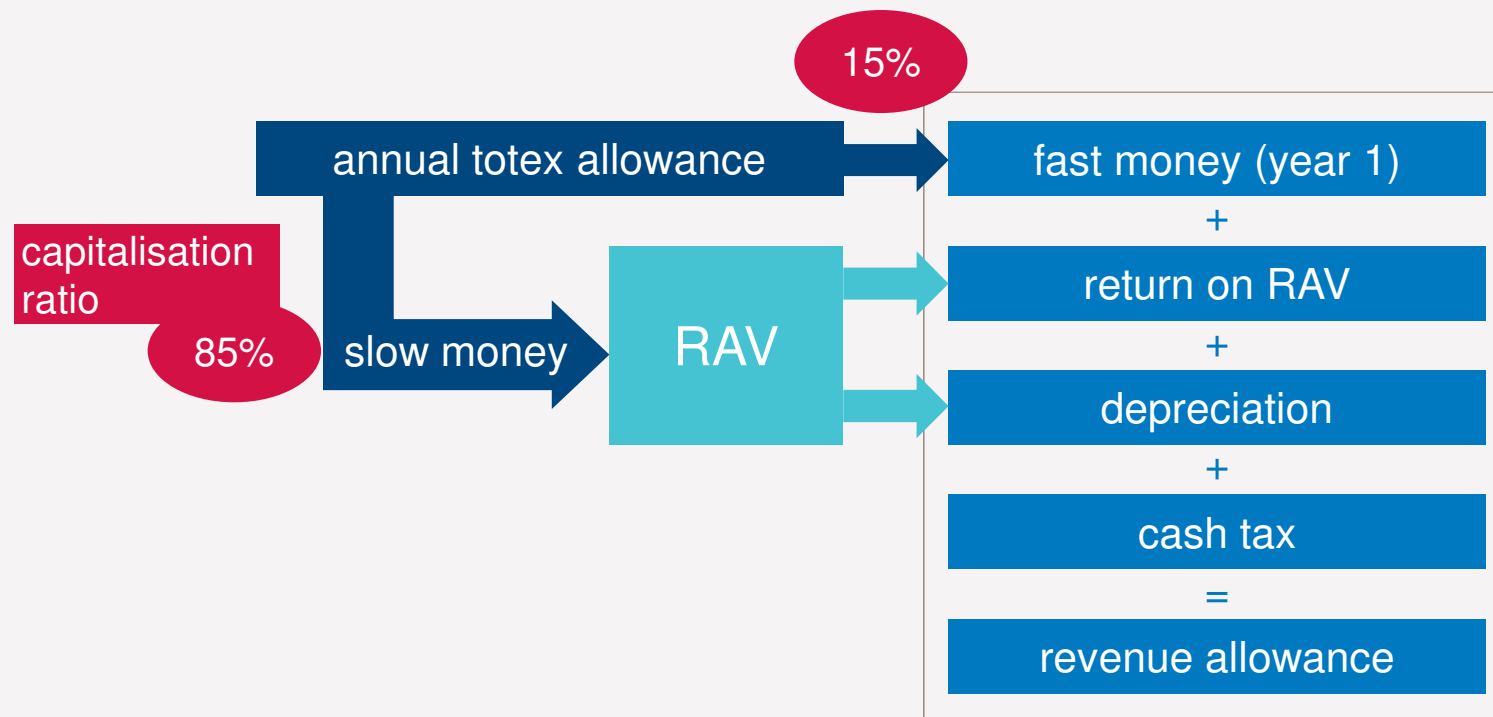 15%
annual totex allowance
fast money (year 1)
+
capitalisation
ratio
return on RAV
+
85%
slow money
RAV
depreciation
+
cash tax
=
revenue allowance